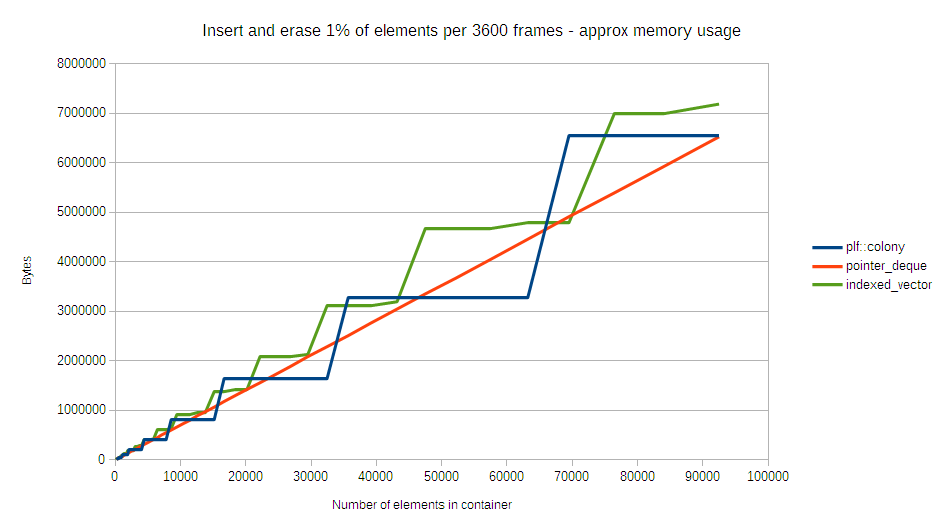 Insert and erase 1% of elements per 3600 frames - approx memory usage
8000000
7000000
6000000
5000000
4000000
3000000
2000000
1000000
0
Bytes
0 10000 20000 30000 40000 50000 60000 70000 80000 90000 100000
Number of elements in container
plf::colony
pointer_deque
indexed_vector